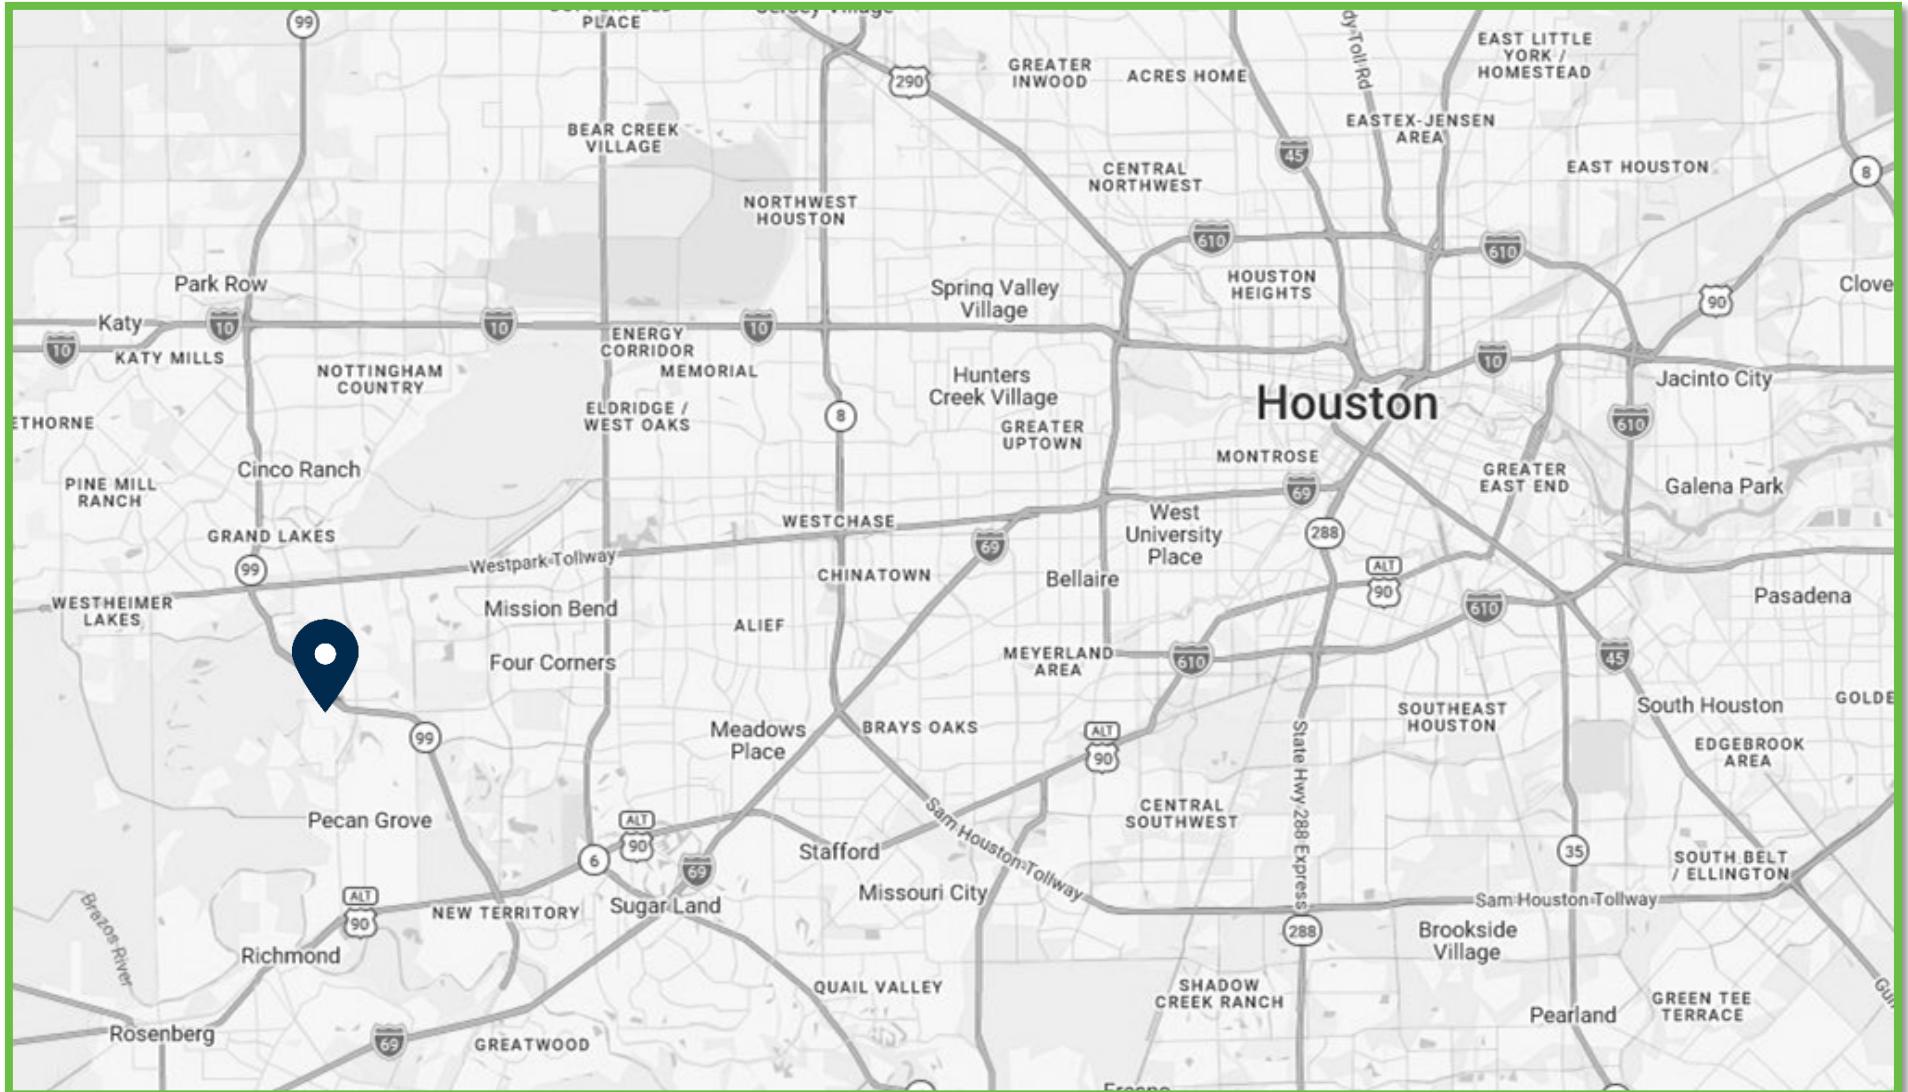 99
PLACE
Jersey Village
290
GREATER
INWOOD
ACRES HOME
dy Toll Rd
EAST LITTLE
YORK /
HOMESTEAD
BEAR CREEK
VILLAGE
EASTEX-JENSEN
AREA
45
CENTRAL
NORTHWEST
EAST HOUSTON
8
NORTHWEST
HOUSTON
610
610
Park Row
Spring Valley
Village
HOUSTON
HEIGHTS
90
Clove
Katy
10
10
10
10
KATY MILLS
ENERGY
CORRIDOR
MEMORIAL
10
NOTTINGHAM
COUNTRY
Hunters
Creek Village
Houston
Jacinto City
ETHORNE
ELDRIDGE /
WEST OAKS
8
GREATER
UPTOWN
610
Cinco Ranch
MONTROSE
PINE MILL
RANCH
69
GREATER
EAST END
Galena Park
GRAND LAKES
WESTCHASE
69
West
University
Place
288
99
Westpark Tollway
CHINATOWN
Bellaire
ALT
90
WESTHEIMER
LAKES
Mission Bend
610
Pasadena
ALIEF
Four Corners
MEYERLAND
AREA
610
45
99
Meadows
Place
BRAYS OAKS
ALT
90
State Hwy 288 Express
SOUTHEAST
HOUSTON
South Houston
GOLDE
EDGEBROOK
AREA
Pecan Grove
ALT
90
6
69
Stafford
Sam Houston Tollway
CENTRAL
SOUTHWEST
35
SOUTH BELT
/ ELLINGTON
ALT
90
NEW TERRITORY
Sugar Land
Missouri City
Sam Houston Tollway
288
Brookside
Village
Brazos River
Richmond
QUAIL VALLEY
SHADOW
CREEK RANCH
GREEN TEE
TERRACE
Pearland
Rosenberg
69
GREATWOOD
Fresno